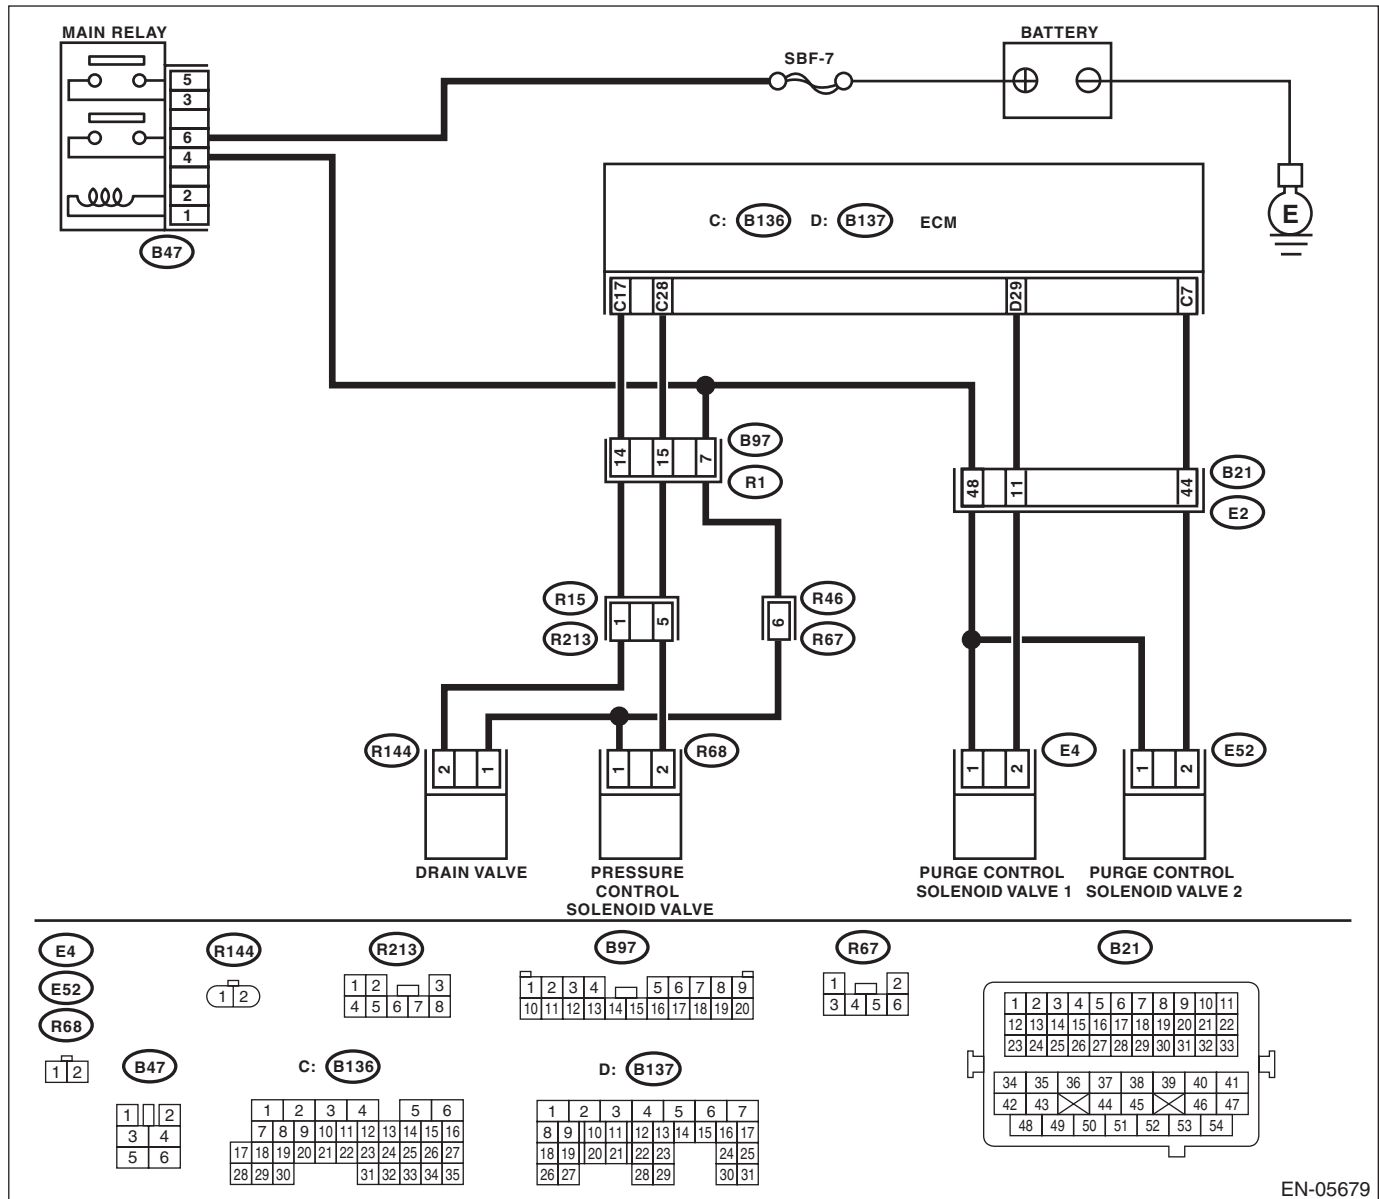 MAIN RELAY
5
3
6
4
2
1
B47
SBF-7
BATTERY
E
C: B136 D: B137 ECM
C17 C28 D29 C7
14 15 7
B97
R1
48 11 44
B21
E2
R15
R213
1 5
6
R46
R67
R144
2 1
1 2
R68
1 2
E4
1 2
E52
DRAIN VALVE
PRESSURE
CONTROL
SOLENOID VALVE
PURGE CONTROL
SOLENOID VALVE 1
PURGE CONTROL
SOLENOID VALVE 2
E4
E52
R68
1 2
R144
1 2
R213
1 2 3
4 5 6 7 8
B97
1 2 3 4 5 6 7 8 9
10 11 12 13 14 15 16 17 18 19 20
R67
1 2
3 4 5 6
B21
1 2 3 4 5 6 7 8 9 10 11
12 13 14 15 16 17 18 19 20 21 22
23 24 25 26 27 28 29 30 31 32 33
34 35 36 37 38 39 40 41
42 43 44 45 46 47
48 49 50 51 52 53 54
B47
1 2
3 4
5 6
C: B136
1 2 3 4 5 6
7 8 9 10 11 12 13 14 15 16
17 18 19 20 21 22 23 24 25 26 27
28 29 30 31 32 33 34 35
D: B137
1 2 3 4 5 6 7
8 9 10 11 12 13 14 15 16 17
18 19 20 21 22 23 24 25
26 27 28 29 30 31
EN-05679